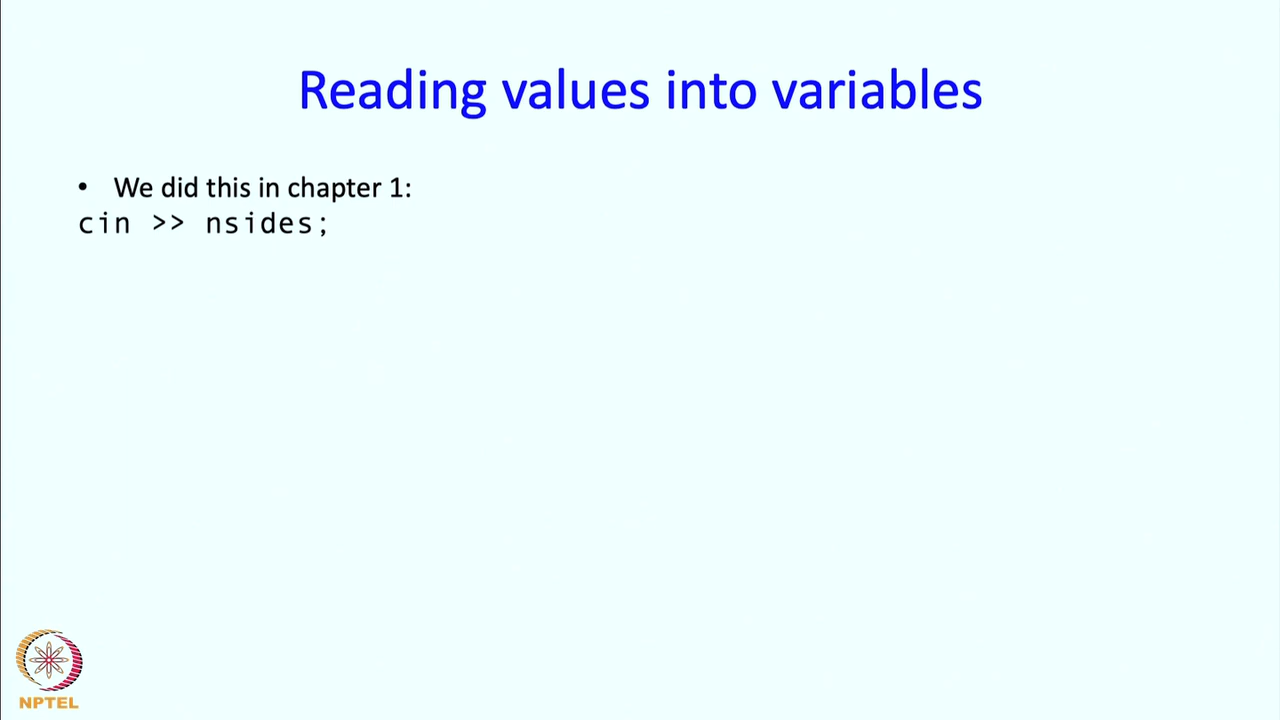 Reading values into variables
• We did this in chapter 1:
cin >> nsides;
NPTEL